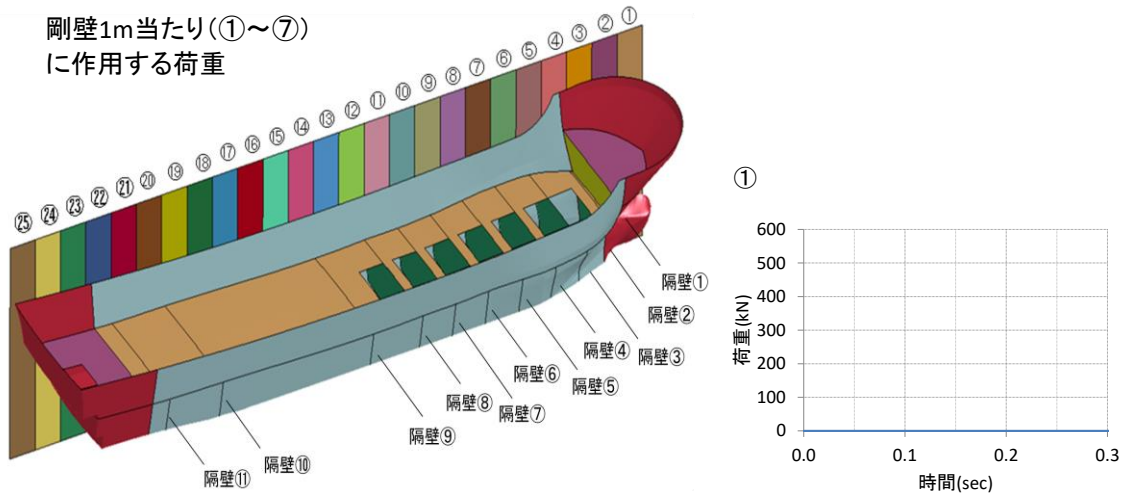 剛壁1m当たり(①～⑦)
に作用する荷重
①
②
③
④
⑤
⑥
⑦
⑧
⑨
⑩
⑪
⑫
⑬
⑭
⑮
⑯
⑰
⑱
⑲
⑳
㉑
㉒
㉓
㉔
㉕
隔壁①
隔壁②
隔壁③
隔壁④
隔壁⑤
隔壁⑥
隔壁⑦
隔壁⑧
隔壁⑨
隔壁⑩
隔壁⑪
①
荷重(kN)
600
500
400
300
200
100
0
0.0 0.1 0.2 0.3
時間(sec)